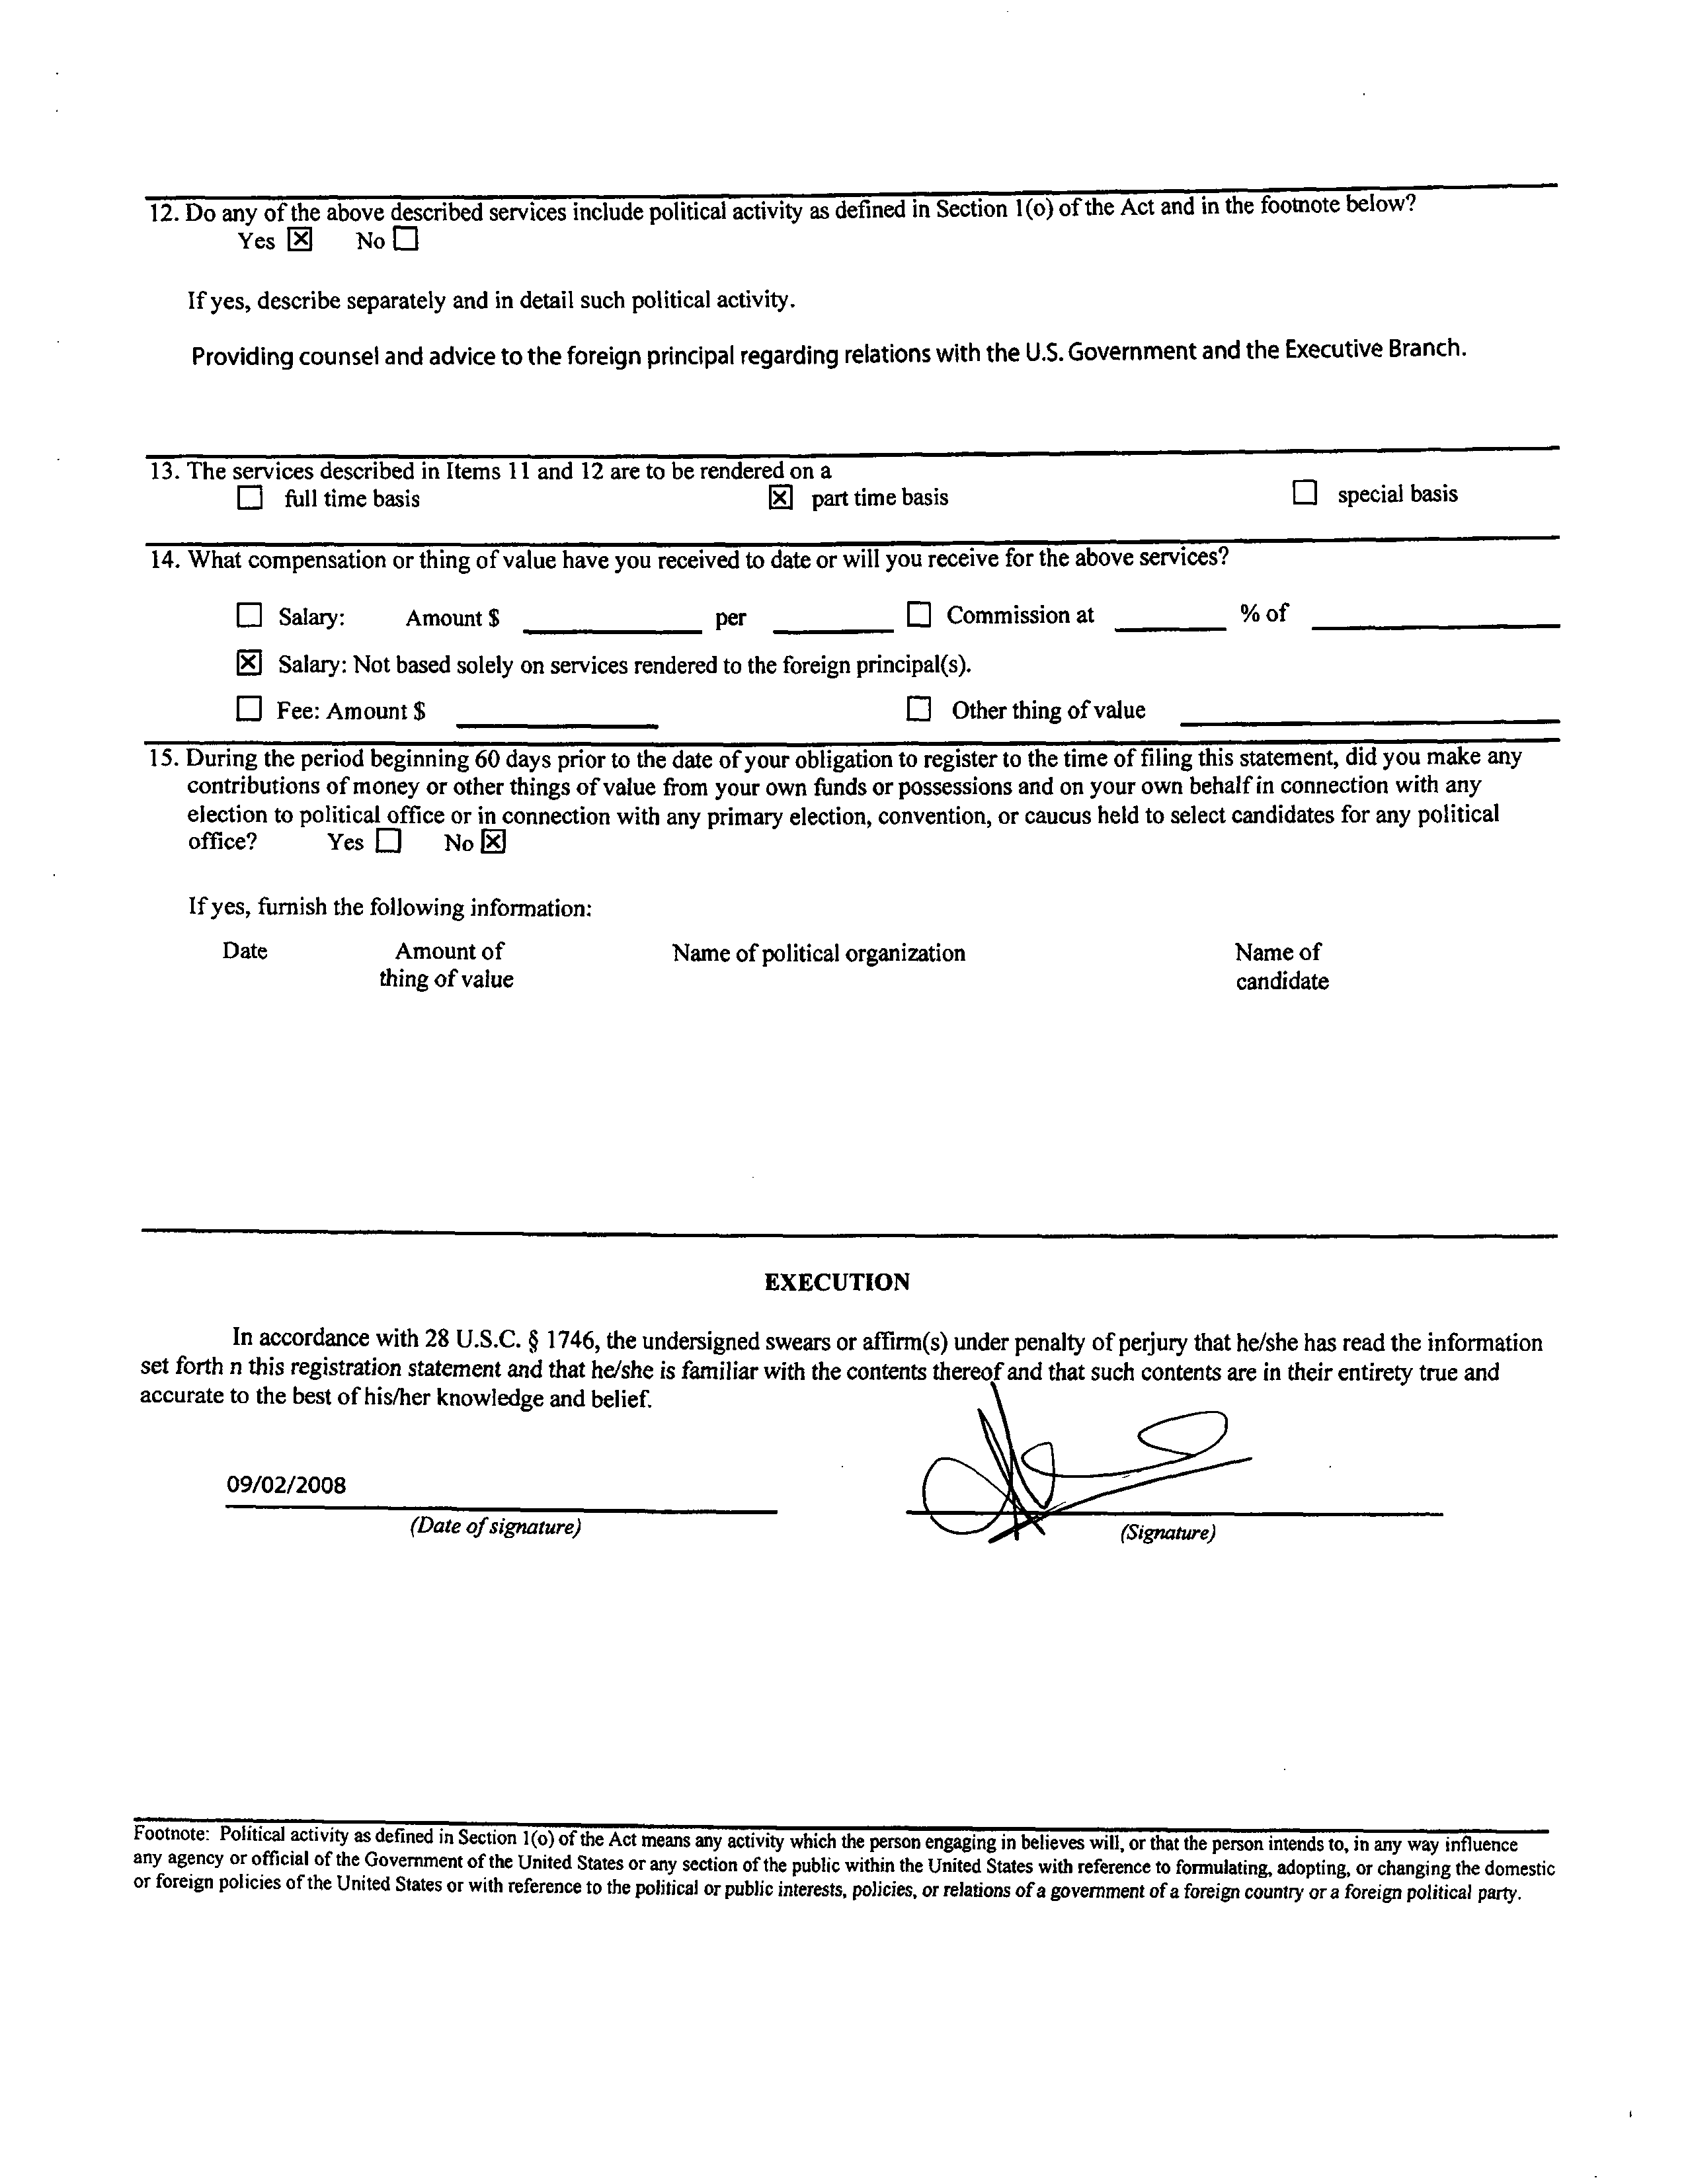 12. Do any of the above described services include political activity as defined in Section 1(o) of the Act and in the footnote below?
Yes ☒ No ☐
If yes, describe separately and in detail such political activity.
Providing counsel and advice to the foreign principal regarding relations with the U.S. Government and the Executive Branch.
13. The services described in Items 11 and 12 are to be rendered on a
☐ full time basis ☒ part time basis ☐ special basis
14. What compensation or thing of value have you received to date or will you receive for the above services?
☐ Salary: Amount $ ______ per ______ ☐ Commission at ______ % of ______
☒ Salary: Not based solely on services rendered to the foreign principal(s).
☐ Fee: Amount $ ______ ☐ Other thing of value ______
15. During the period beginning 60 days prior to the date of your obligation to register to the time of filing this statement, did you make any
contributions of money or other things of value from your own funds or possessions and on your own behalf in connection with any
election to political office or in connection with any primary election, convention, or caucus held to select candidates for any political
office? Yes ☐ No ☒
If yes, furnish the following information:
Date Amount of Name of political organization Name of
thing of value candidate
EXECUTION
In accordance with 28 U.S.C. § 1746, the undersigned swears or affirm(s) under penalty of perjury that he/she has read the information
set forth n this registration statement and that he/she is familiar with the contents thereof and that such contents are in their entirety true and
accurate to the best of his/her knowledge and belief.
09/02/2008
(Date of signature) (Signature)
Footnote: Political activity as defined in Section 1(o) of the Act means any activity which the person engaging in believes will, or that the person intends to, in any way influence
any agency or official of the Government of the United States or any section of the public within the United States with reference to formulating, adopting, or changing the domestic
or foreign policies of the United States or with reference to the political or public interests, policies, or relations of a government of a foreign country or a foreign political party.